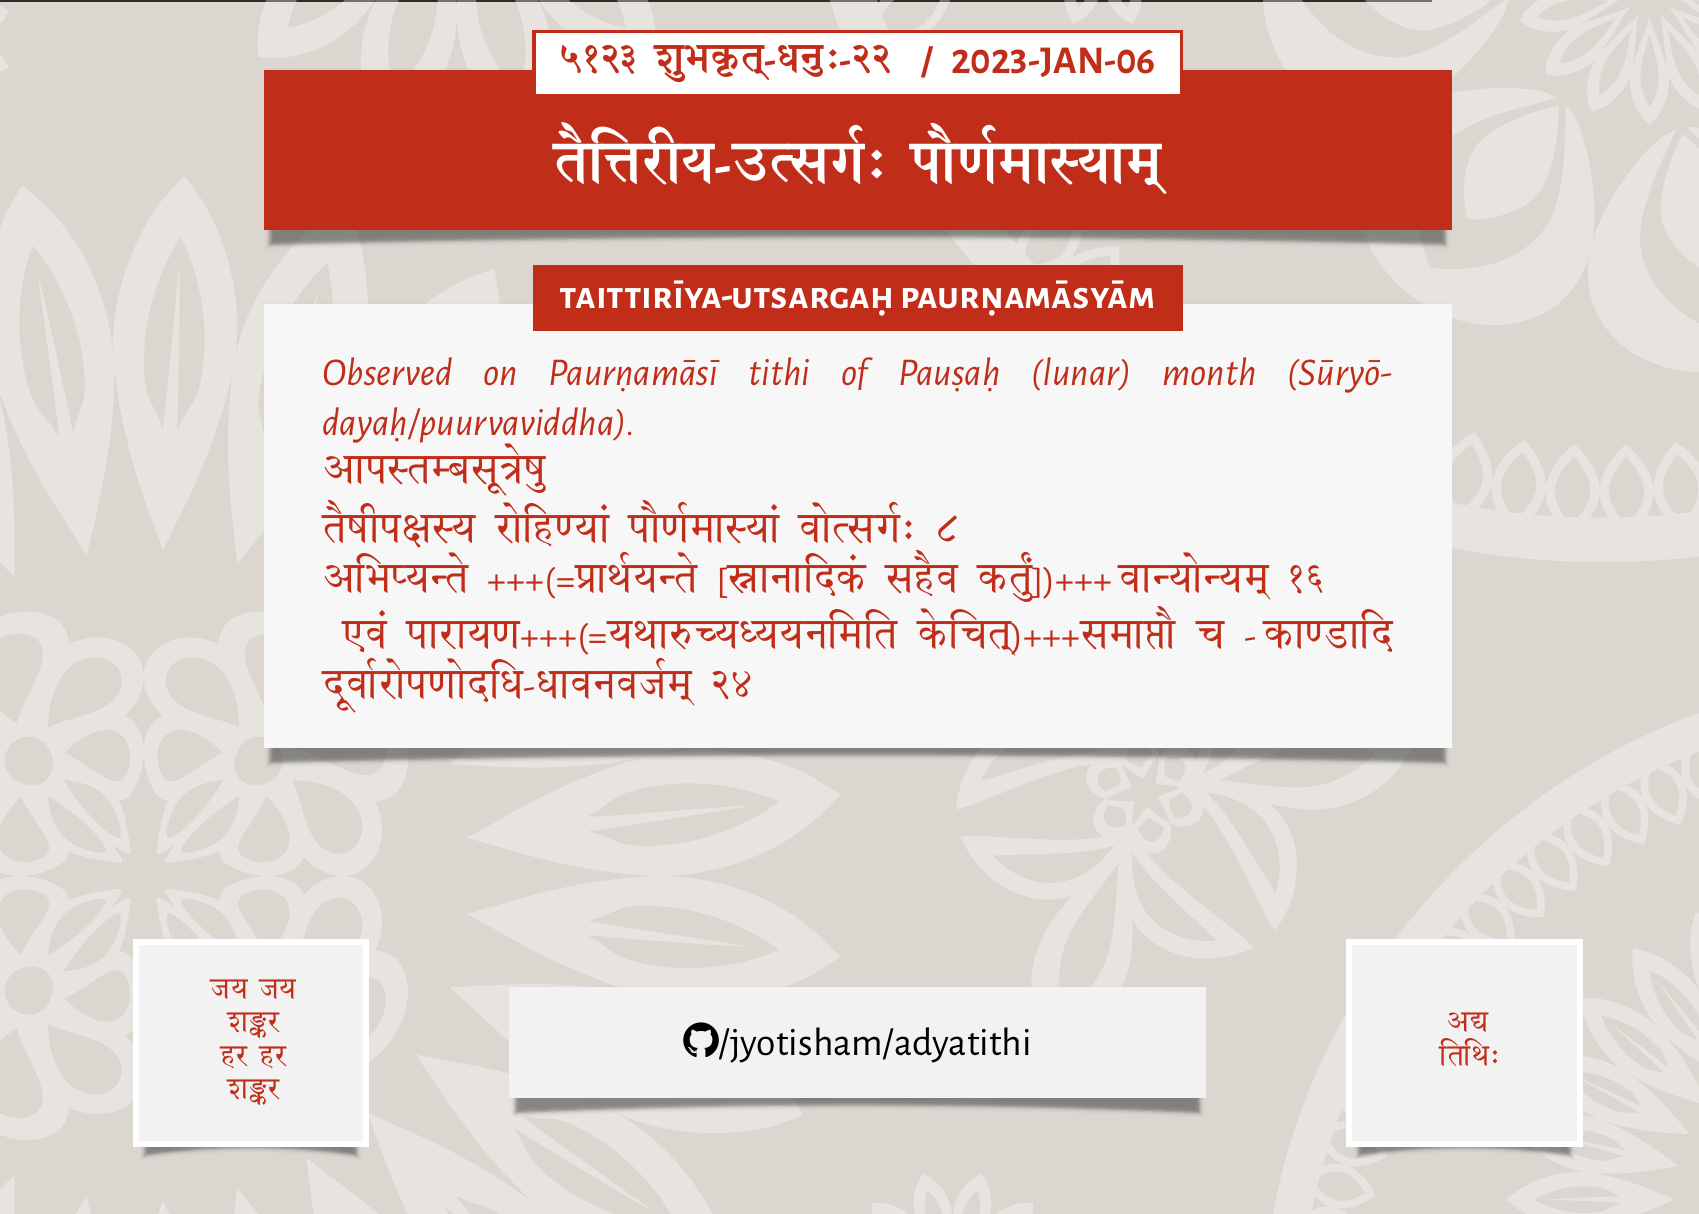 ५१२३ शुभकृत्-धनुः-२२ / 2023-JAN-06
तैत्तिरीय-उत्सर्गः पौर्णमास्याम्
TAITTIRĪYA-UTSARGAḤ PAURṆAMĀSYĀM
Observed on Paurṇamāsī tithi of Pauṣaḥ (lunar) month (Sūryō-
dayaḥ/puurvaviddha).
आपस्तम्बसूत्रेषु
तैषीपक्षस्य रोहिण्यां पौर्णमास्यां वोत्सर्गः ८
अभिप्यन्ते +++(=प्रार्थयन्ते [स्नानादिकं सहैव कर्तुं])+++ वान्योन्यम् १६
एवं पारायण+++(=यथारुच्यध्ययनमिति केचित्)+++समाप्तौ च - काण्डादि
दूर्वारोपणोदधि-धावनवर्जम् २४
जय जय
शङ्कर
हर हर
शङ्कर
/jyotisham/adyatithi
अद्य
तिथिः